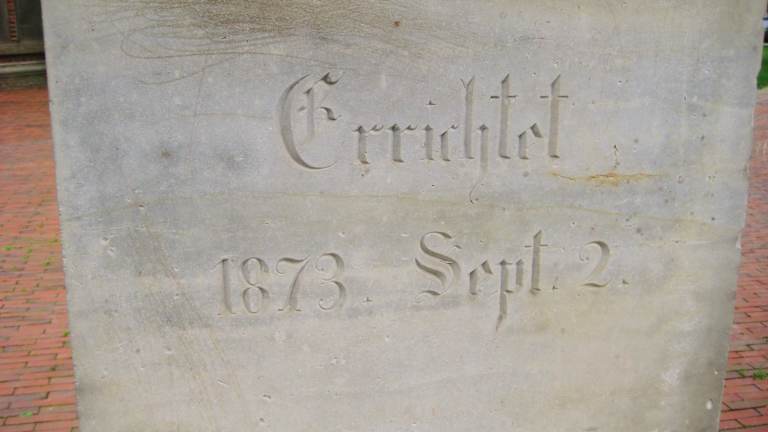 Errichtet
1873. Sept. 2.